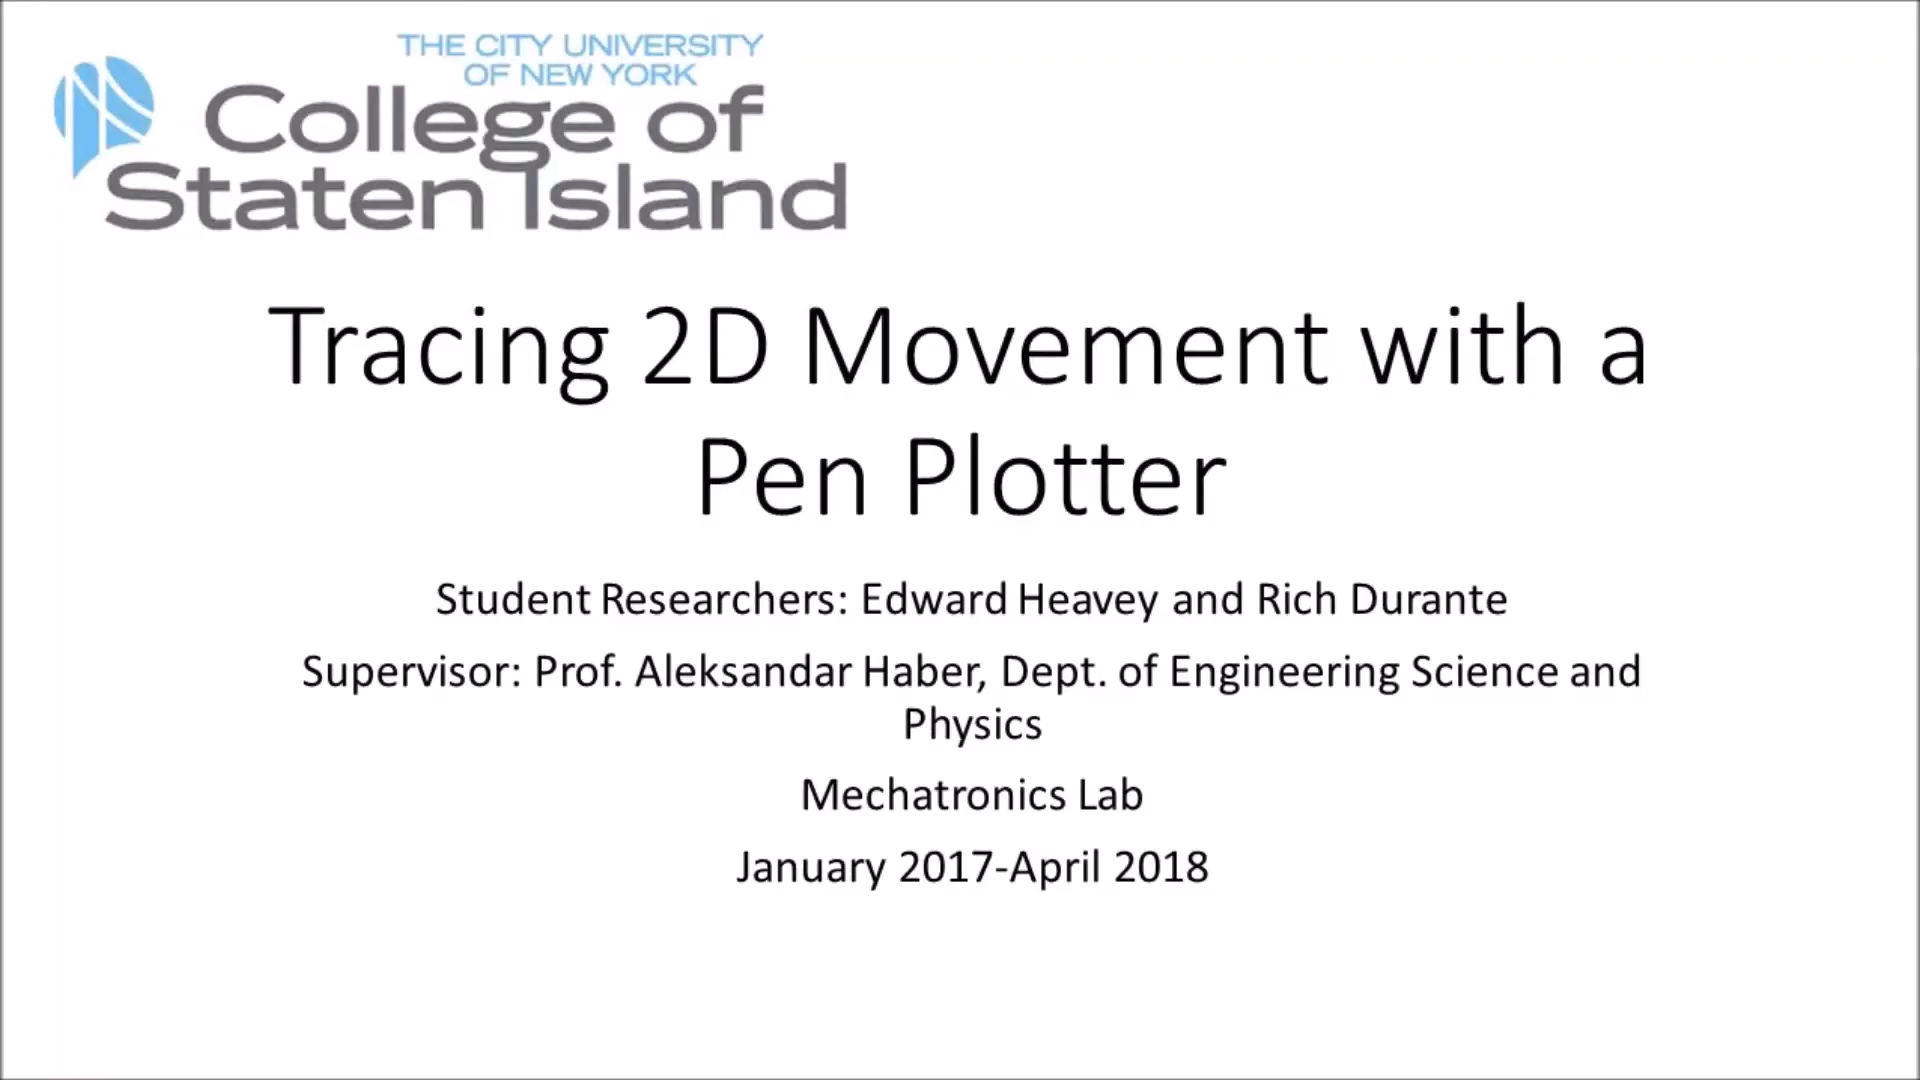 THE CITY UNIVERSITY
OF NEW YORK
College of
Staten Island
Tracing 2D Movement with a
Pen Plotter
Student Researchers: Edward Heavey and Rich Durante
Supervisor: Prof. Aleksandar Haber, Dept. of Engineering Science and
Physics
Mechatronics Lab
January 2017-April 2018